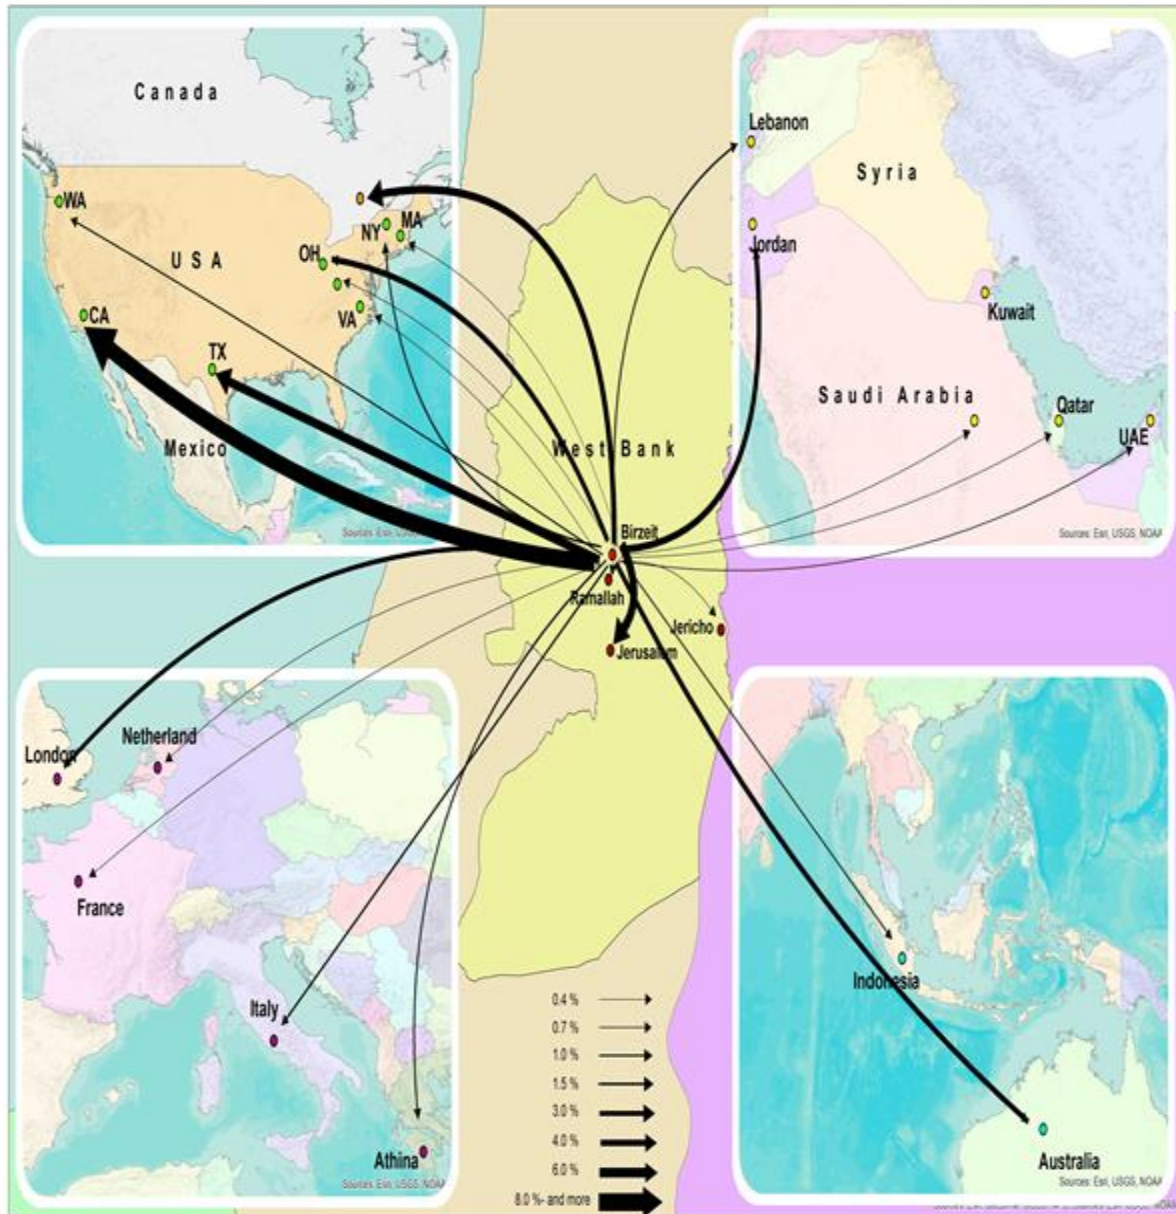 Canada
WA
NY
MA
OH
USA
VA
CA
TX
Mexico
Sources: Esri, USGS, NOAA
Lebanon
Syria
Jordan
Kuwait
Saudi Arabia
Qatar
UAE
Sources: Esri, USGS, NOAA
West Bank
Birzeit
Ramallah
Jericho
Jerusalem
London
Netherland
France
Italy
Athina
Sources: Esri, USGS, NOAA
Indonesia
Australia
Sources: Esri, USGS, NOAA
0.4 %
0.7 %
1.0 %
1.5 %
3.0 %
4.0 %
6.0 %
8.0 %- and more